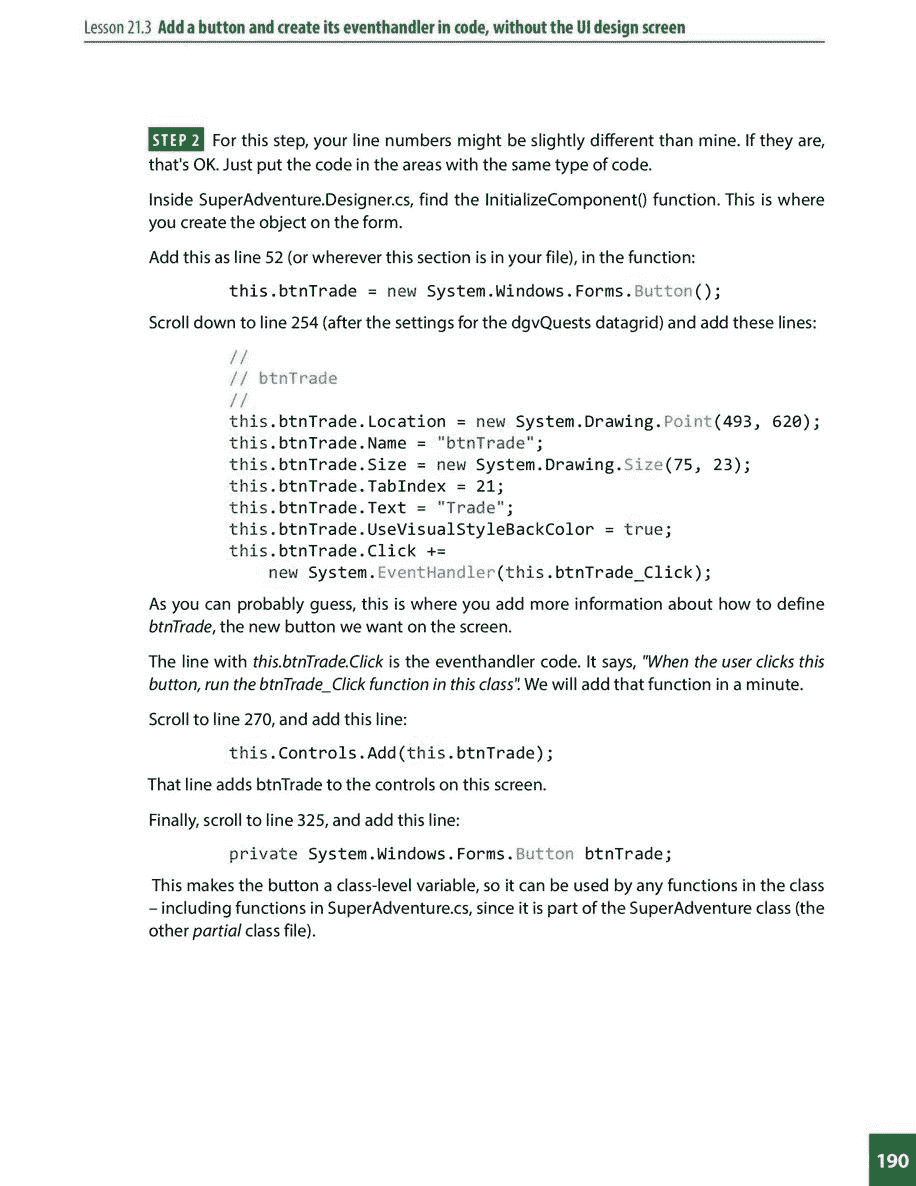 Lesson 21.3 Add a button and create its eventhandler in code, without the UI design screen
STEP 2 For this step, your line numbers might be slightly different than mine. If they are,
that's OK. Just put the code in the areas with the same type of code.
Inside SuperAdventure.Designer.cs, find the InitializeComponent() function. This is where
you create the object on the form.
Add this as line 52 (or wherever this section is in your file), in the function:
this.btnTrade = new System.Windows.Forms.Button();
Scroll down to line 254 (after the settings for the dgvQuests datagrid) and add these lines:
//
// btnTrade
//
this.btnTrade.Location = new System.Drawing.Point(493, 620);
this.btnTrade.Name = "btnTrade";
this.btnTrade.Size = new System.Drawing.Size(75, 23);
this.btnTrade.TabIndex = 21;
this.btnTrade.Text = "Trade";
this.btnTrade.UseVisualStyleBackColor = true;
this.btnTrade.Click +=
new System.EventHandler(this.btnTrade_Click);
As you can probably guess, this is where you add more information about how to define
btnTrade, the new button we want on the screen.
The line with this.btnTrade.Click is the eventhandler code. It says, "When the user clicks this
button, run the btnTrade_Click function in this class". We will add that function in a minute.
Scroll to line 270, and add this line:
this.Controls.Add(this.btnTrade);
That line adds btnTrade to the controls on this screen.
Finally, scroll to line 325, and add this line:
private System.Windows.Forms.Button btnTrade;
This makes the button a class-level variable, so it can be used by any functions in the class
– including functions in SuperAdventure.cs, since it is part of the SuperAdventure class (the
other partial class file).
190